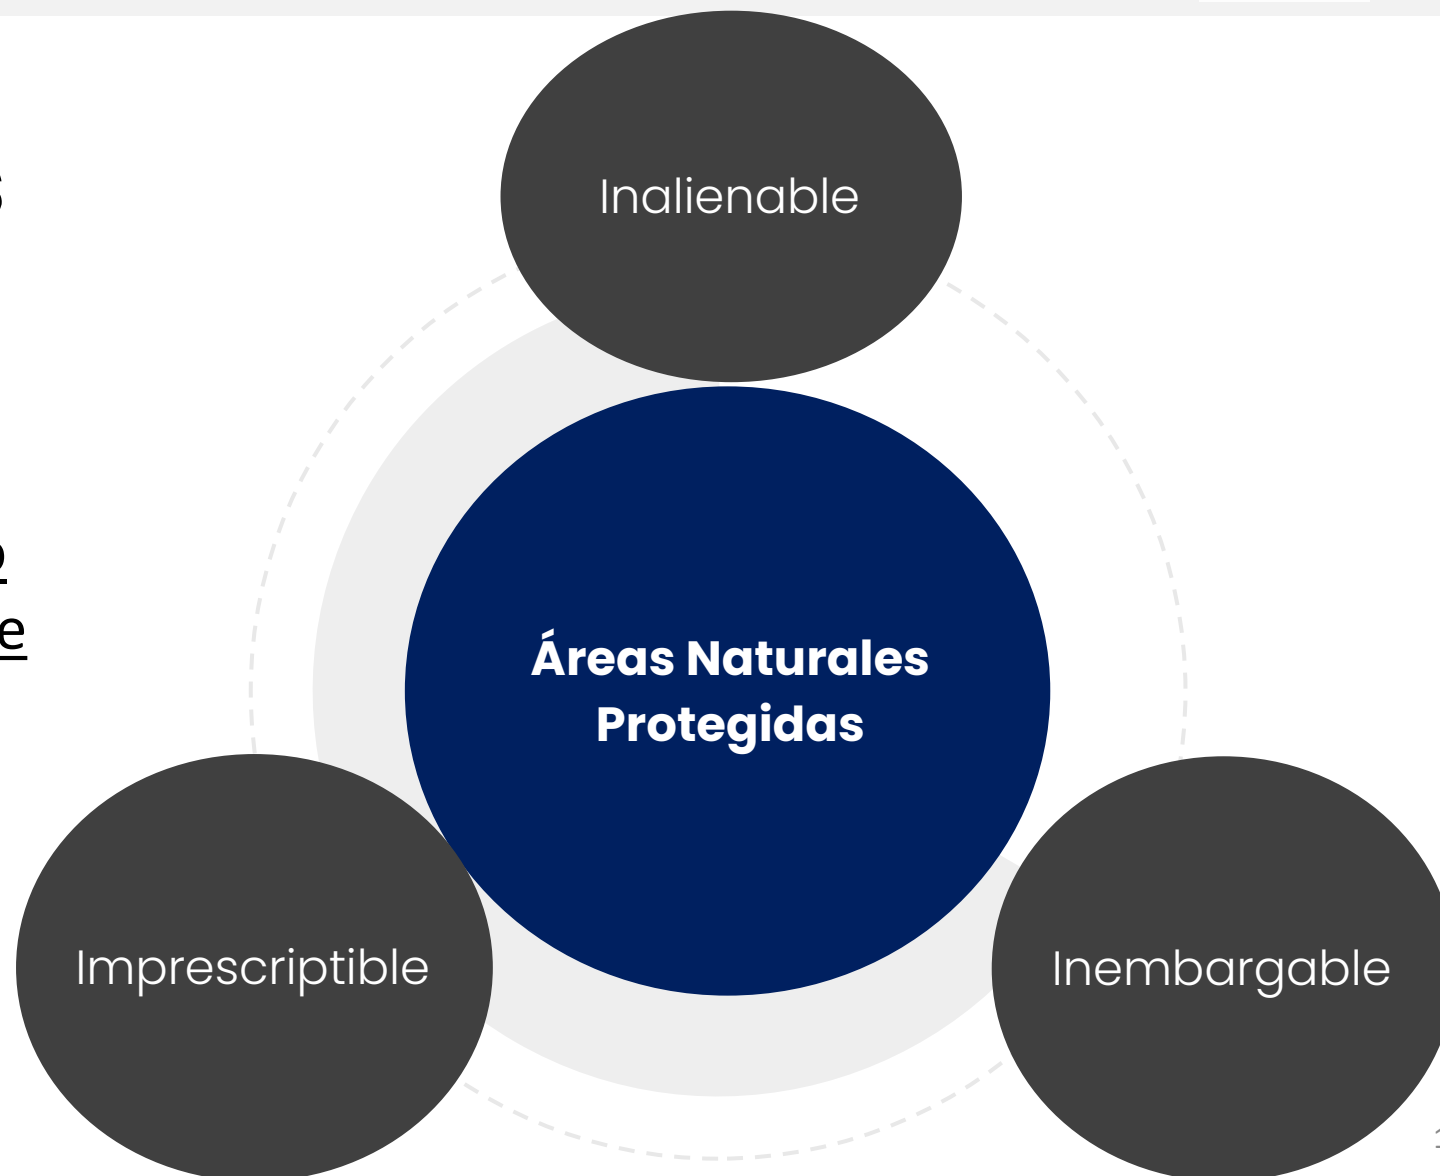 Inalienable
Áreas Naturales
Protegidas
Imprescriptible
Inembargable